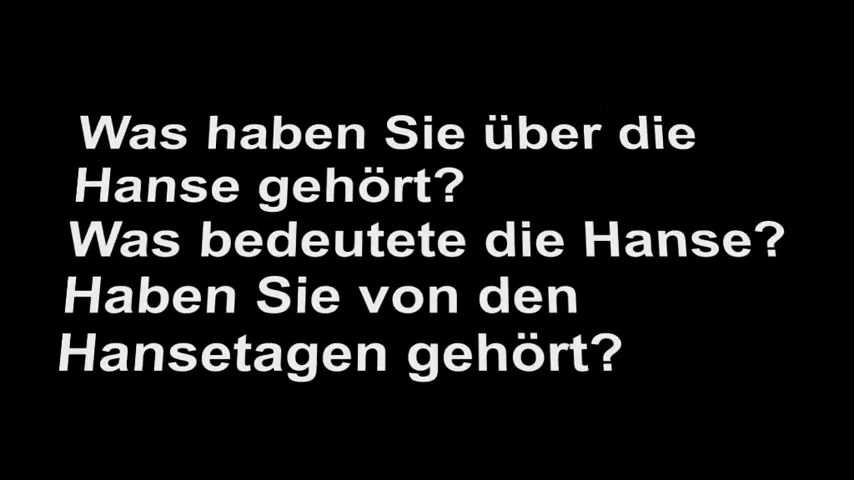 Was haben Sie über die
Hanse gehört?
Was bedeutete die Hanse?
Haben Sie von den
Hansetagen gehört?